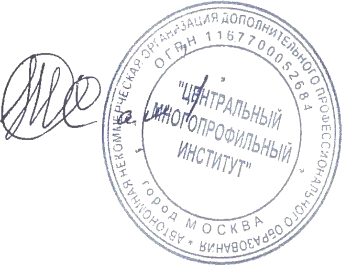 АВТОНОМНАЯ НЕКОММЕРЧЕСКАЯ ОРГАНИЗАЦИЯ ДОПОЛНИТЕЛЬНОГО ПРОФЕССИОНАЛЬНОГО ОБРАЗОВАНИЯ *
ОГРН 1167700052684
"ЦЕНТРАЛЬНЫЙ
МНОГОПРОФИЛЬНЫЙ
ИНСТИТУТ"
город МОСКВА